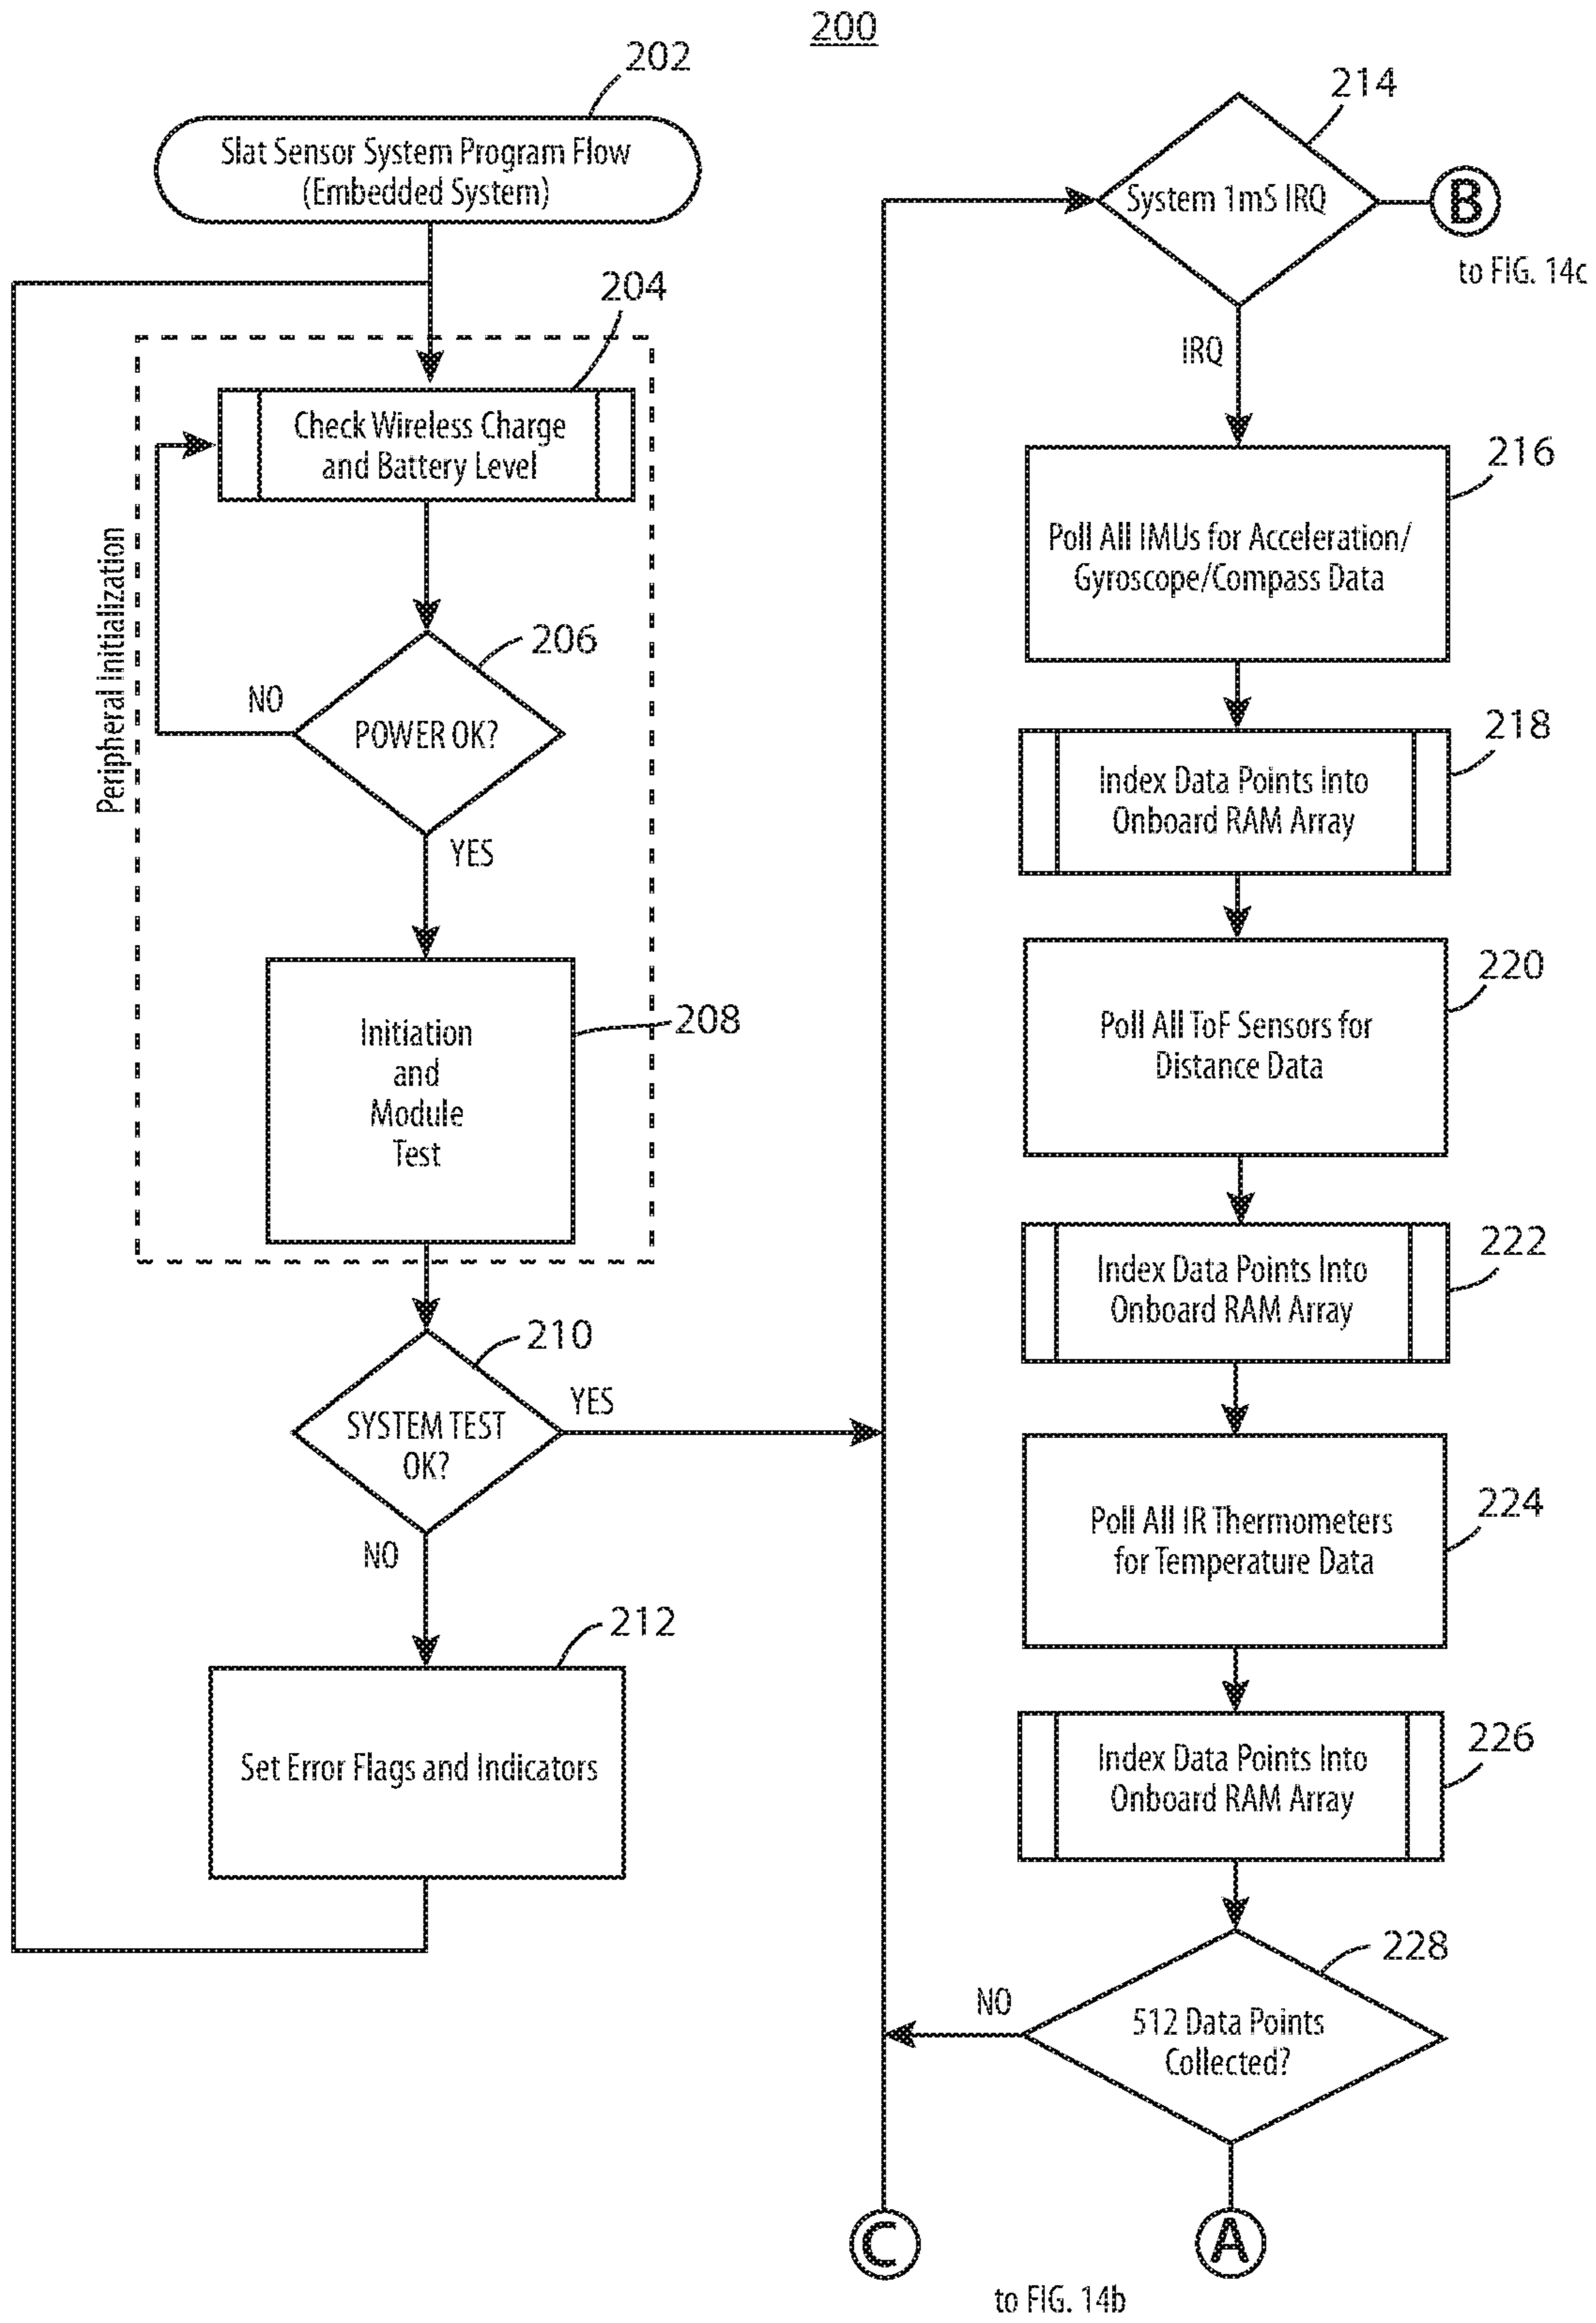 200
202
Slat Sensor System Program Flow
(Embedded System)
204
Check Wireless Charge
and Battery Level
Peripheral Initialization
206
NO
POWER OK?
YES
208
Initiation
and
Module
Test
210
YES
SYSTEM TEST
OK?
NO
212
Set Error Flags and Indicators
214
System 1mS IRQ
B
to FIG. 14c
IRQ
216
Poll All IMUs for Acceleration/
Gyroscope/Compass Data
218
Index Data Points Into
Onboard RAM Array
220
Poll All ToF Sensors for
Distance Data
222
Index Data Points Into
Onboard RAM Array
224
Poll All IR Thermometers
for Temperature Data
226
Index Data Points Into
Onboard RAM Array
228
NO
512 Data Points
Collected?
C
A
to FIG. 14b